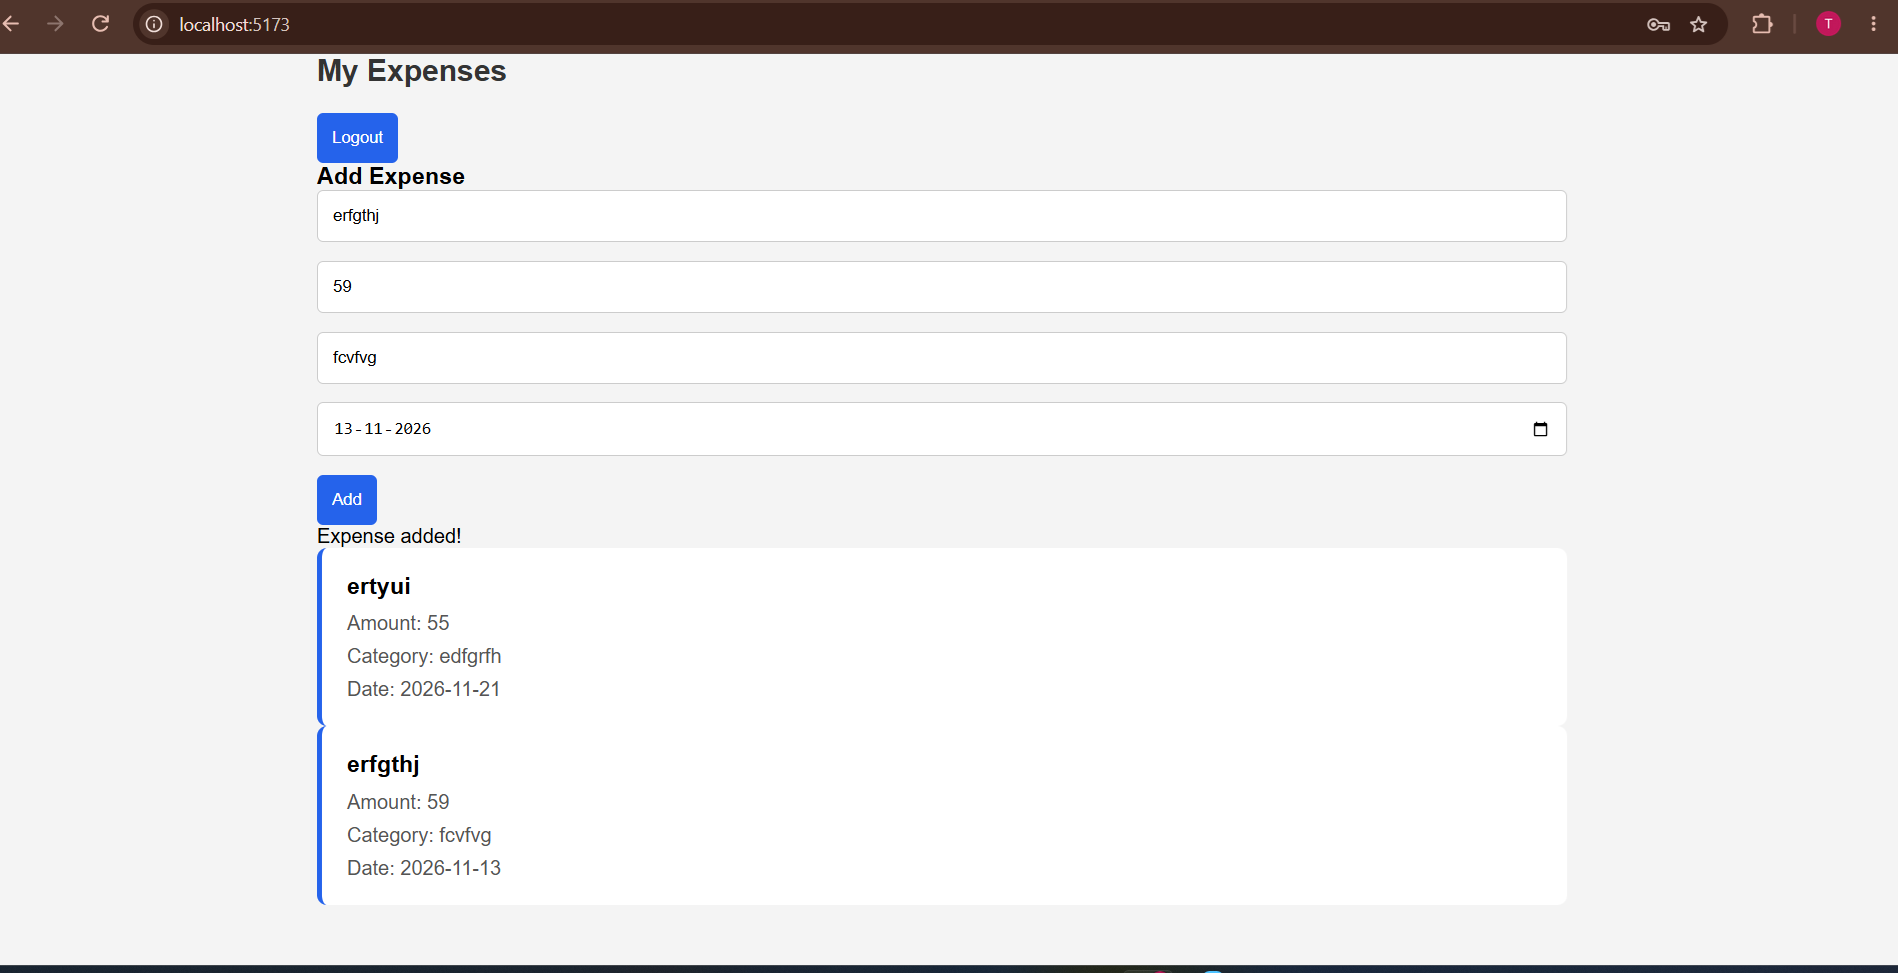 localhost:5173
T
My Expenses
Logout
Add Expense
erfgthj
59
fcvfvg
13-11-2026
Add
Expense added!
ertyui
Amount: 55
Category: edfgrfh
Date: 2026-11-21
erfgthj
Amount: 59
Category: fcvfvg
Date: 2026-11-13